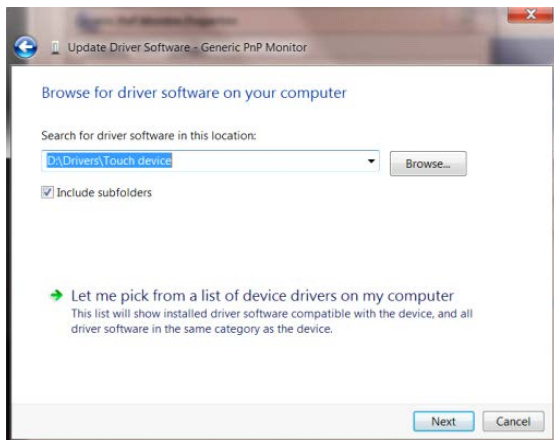 Update Driver Software - Generic PnP Monitor
Browse for driver software on your computer
Search for driver software in this location:
D:\Drivers\Touch device
Browse...
Include subfolders
Let me pick from a list of device drivers on my computer
This list will show installed driver software compatible with the device, and all
driver software in the same category as the device.
Next
Cancel